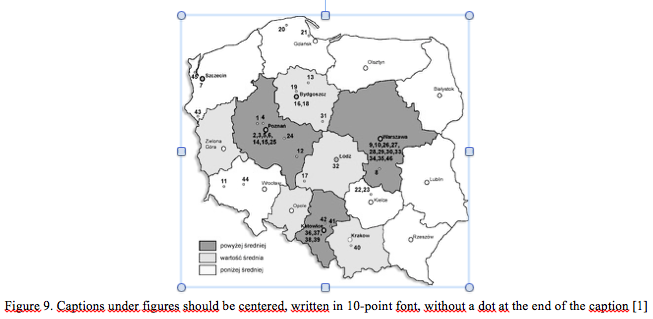 20
21
Gdańsk
Olsztyn
48
Szczecin
7
4
13
19
Bydgoszcz
16,18
Białystok
43
31
1 4
Poznań
2,3,5,6,
14,15,25
24
Warszawa
9,10,26,27,
28,29,30,33,
34,35,46
Zielona
Góra
12
Łódź
32
8
11
44
Wrocław
17
22,23
Kielce
Lublin
Opole
42
41
Katowice
36,37,
38,39
Kraków
40
Rzeszów
powyżej średniej
wartość średnia
poniżej średniej
Figure 9. Captions under figures should be centered, written in 10-point font, without a dot at the end of the caption [1]